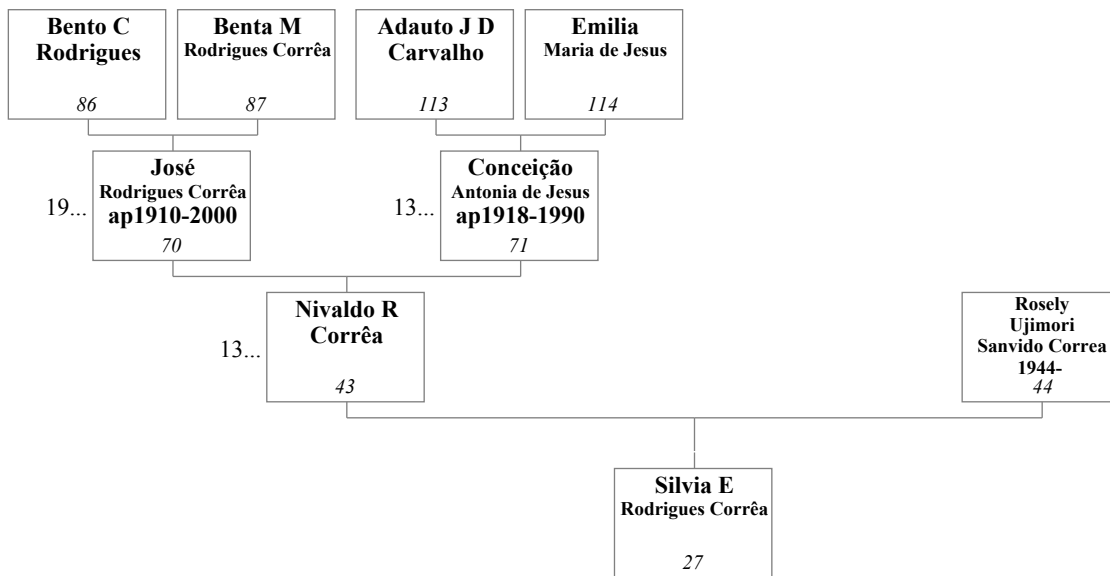 Bento C
Rodrigues
86
Benta M
Rodrigues Corrêa
87
Adauto J D
Carvalho
113
Emilia
Maria de Jesus
114
19...
José
Rodrigues Corrêa
ap1910-2000
70
13...
Conceição
Antonia de Jesus
ap1918-1990
71
13...
Nivaldo R
Corrêa
43
Rosely
Ujimori
Sanvido Correa
1944-
44
Silvia E
Rodrigues Corrêa
27